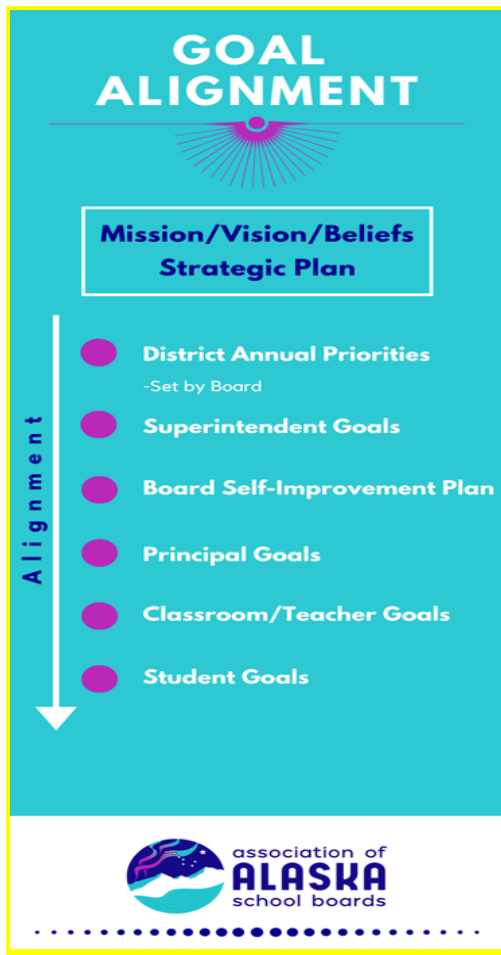 GOAL
ALIGNMENT
Mission/Vision/Beliefs
Strategic Plan
Alignment
District Annual Priorities
-Set by Board
Superintendent Goals
Board Self-Improvement Plan
Principal Goals
Classroom/Teacher Goals
Student Goals
association of
ALASKA
school boards